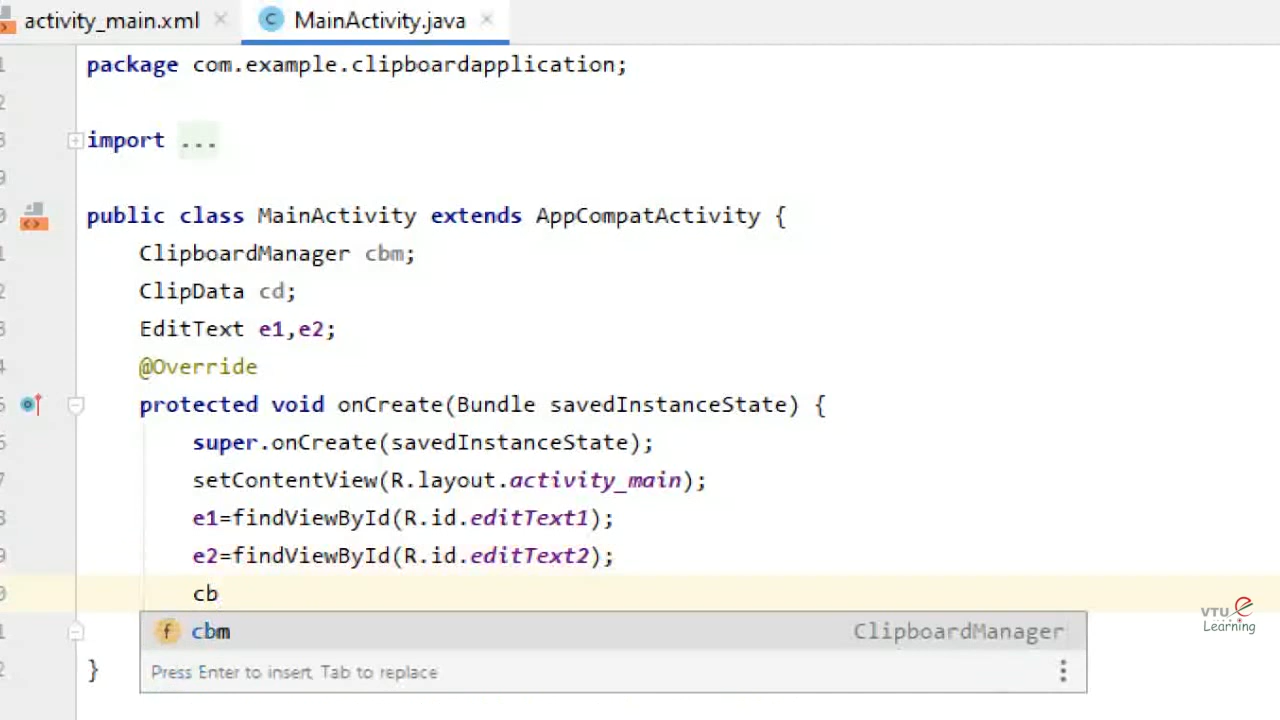 activity_main.xml
MainActivity.java
package com.example.clipboardapplication;
import ...
public class MainActivity extends AppCompatActivity {
ClipboardManager cbm;
ClipData cd;
EditText e1,e2;
@Override
protected void onCreate(Bundle savedInstanceState) {
super.onCreate(savedInstanceState);
setContentView(R.layout.activity_main);
e1=findViewById(R.id.editText1);
e2=findViewById(R.id.editText2);
cb
f cbm ClipboardManager
Press Enter to insert, Tab to replace
}
VTU e
Learning